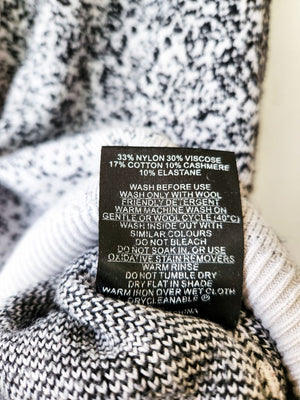 33% NYLON 30% VISCOSE
17% COTTON 10% CASHMERE
10% ELASTANE
WASH BEFORE USE
WASH ONLY WITH WOOL
FRIENDLY DETERGENT
WARM MACHINE WASH ON
GENTLE OR WOOL CYCLE (40°C)
WASH INSIDE OUT WITH
SIMILAR COLOURS
DO NOT BLEACH
DO NOT SOAK IN, OR USE
OXIDATIVE STAIN REMOVERS
WARM RINSE
DO NOT TUMBLE DRY
DRY FLAT IN SHADE
WARM IRON OVER WET CLOTH
DRYCLEANABLE Ⓟ